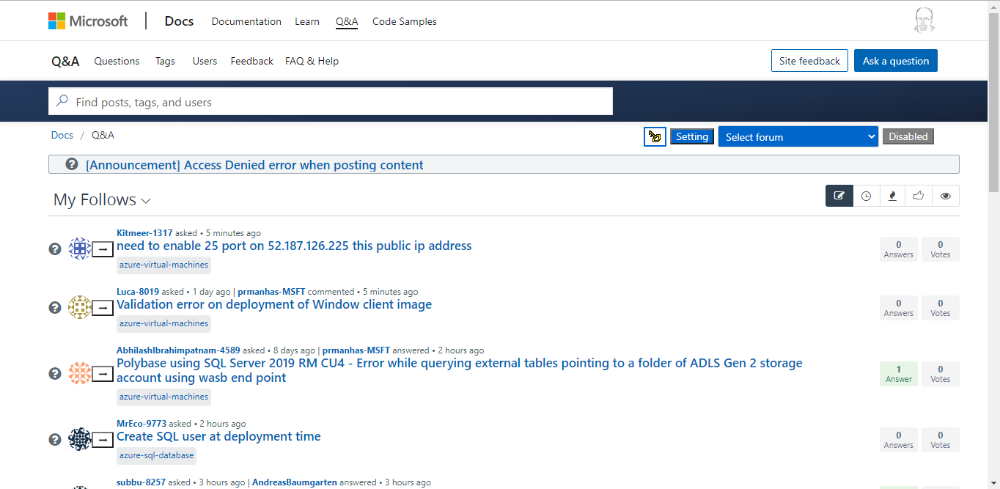 Microsoft Docs Documentation Learn Q&A Code Samples
Q&A Questions Tags Users Feedback FAQ & Help Site feedback Ask a question
Find posts, tags, and users
Docs / Q&A Setting Select forum Disabled
[Announcement] Access Denied error when posting content
My Follows
Kitmeer-1317 asked • 5 minutes ago
need to enable 25 port on 52.187.126.225 this public ip address
0 Answers 0 Votes
azure-virtual-machines
Luca-8019 asked • 1 day ago | prmanhas-MSFT commented • 5 minutes ago
Validation error on deployment of Window client image
0 Answers 0 Votes
azure-virtual-machines
AbhilashIbrahimpatnam-4589 asked • 8 days ago | prmanhas-MSFT answered • 2 hours ago
Polybase using SQL Server 2019 RM CU4 - Error while querying external tables pointing to a folder of ADLS Gen 2 storage
account using wasb end point
1 Answer 0 Votes
azure-virtual-machines
MrEco-9773 asked • 2 hours ago
Create SQL user at deployment time
0 Answers 0 Votes
azure-sql-database
subbu-8257 asked • 3 hours ago | AndreasBaumgarten answered • 3 hours ago